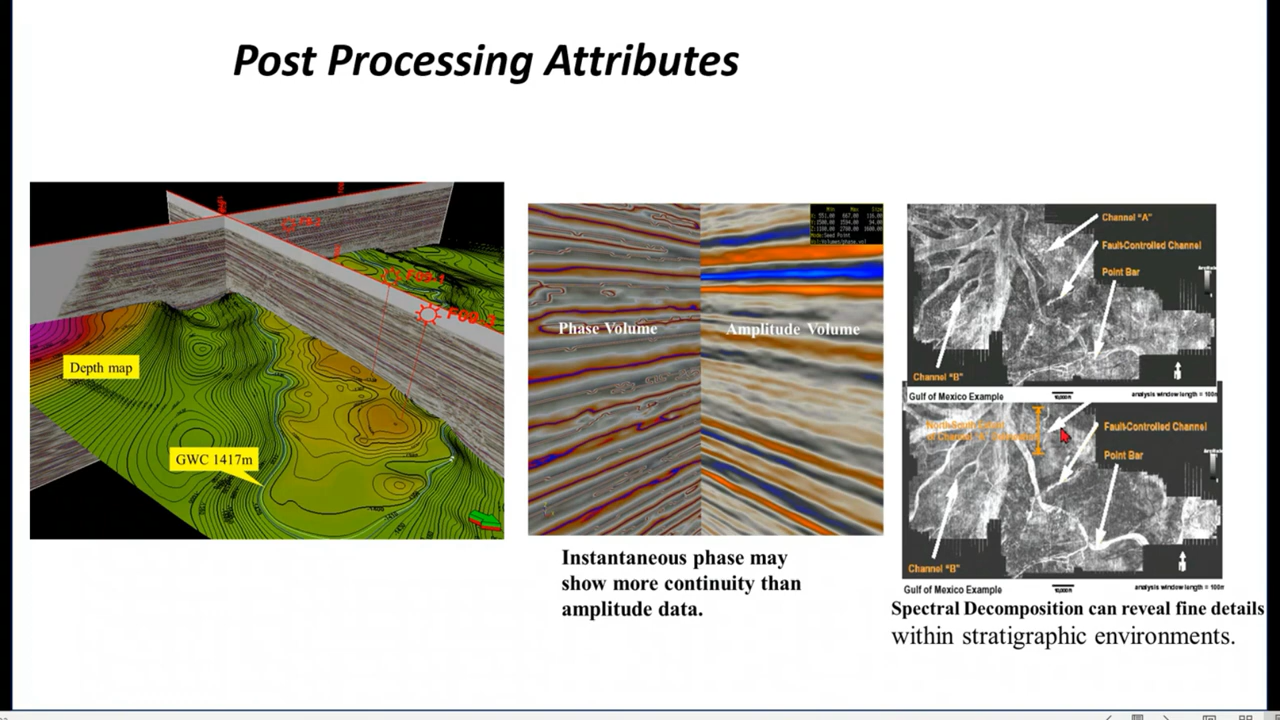 Post Processing Attributes
Depth map
GWC 1417m
Phase Volume
Amplitude Volume
Instantaneous phase may
show more continuity than
amplitude data.
Channel "A"
Fault-Controlled Channel
Point Bar
Channel "B"
Gulf of Mexico Example
analysis window length = 100m
Fault-Controlled Channel
Point Bar
Channel "B"
Gulf of Mexico Example
analysis window length = 100m
Spectral Decomposition can reveal fine details
within stratigraphic environments.